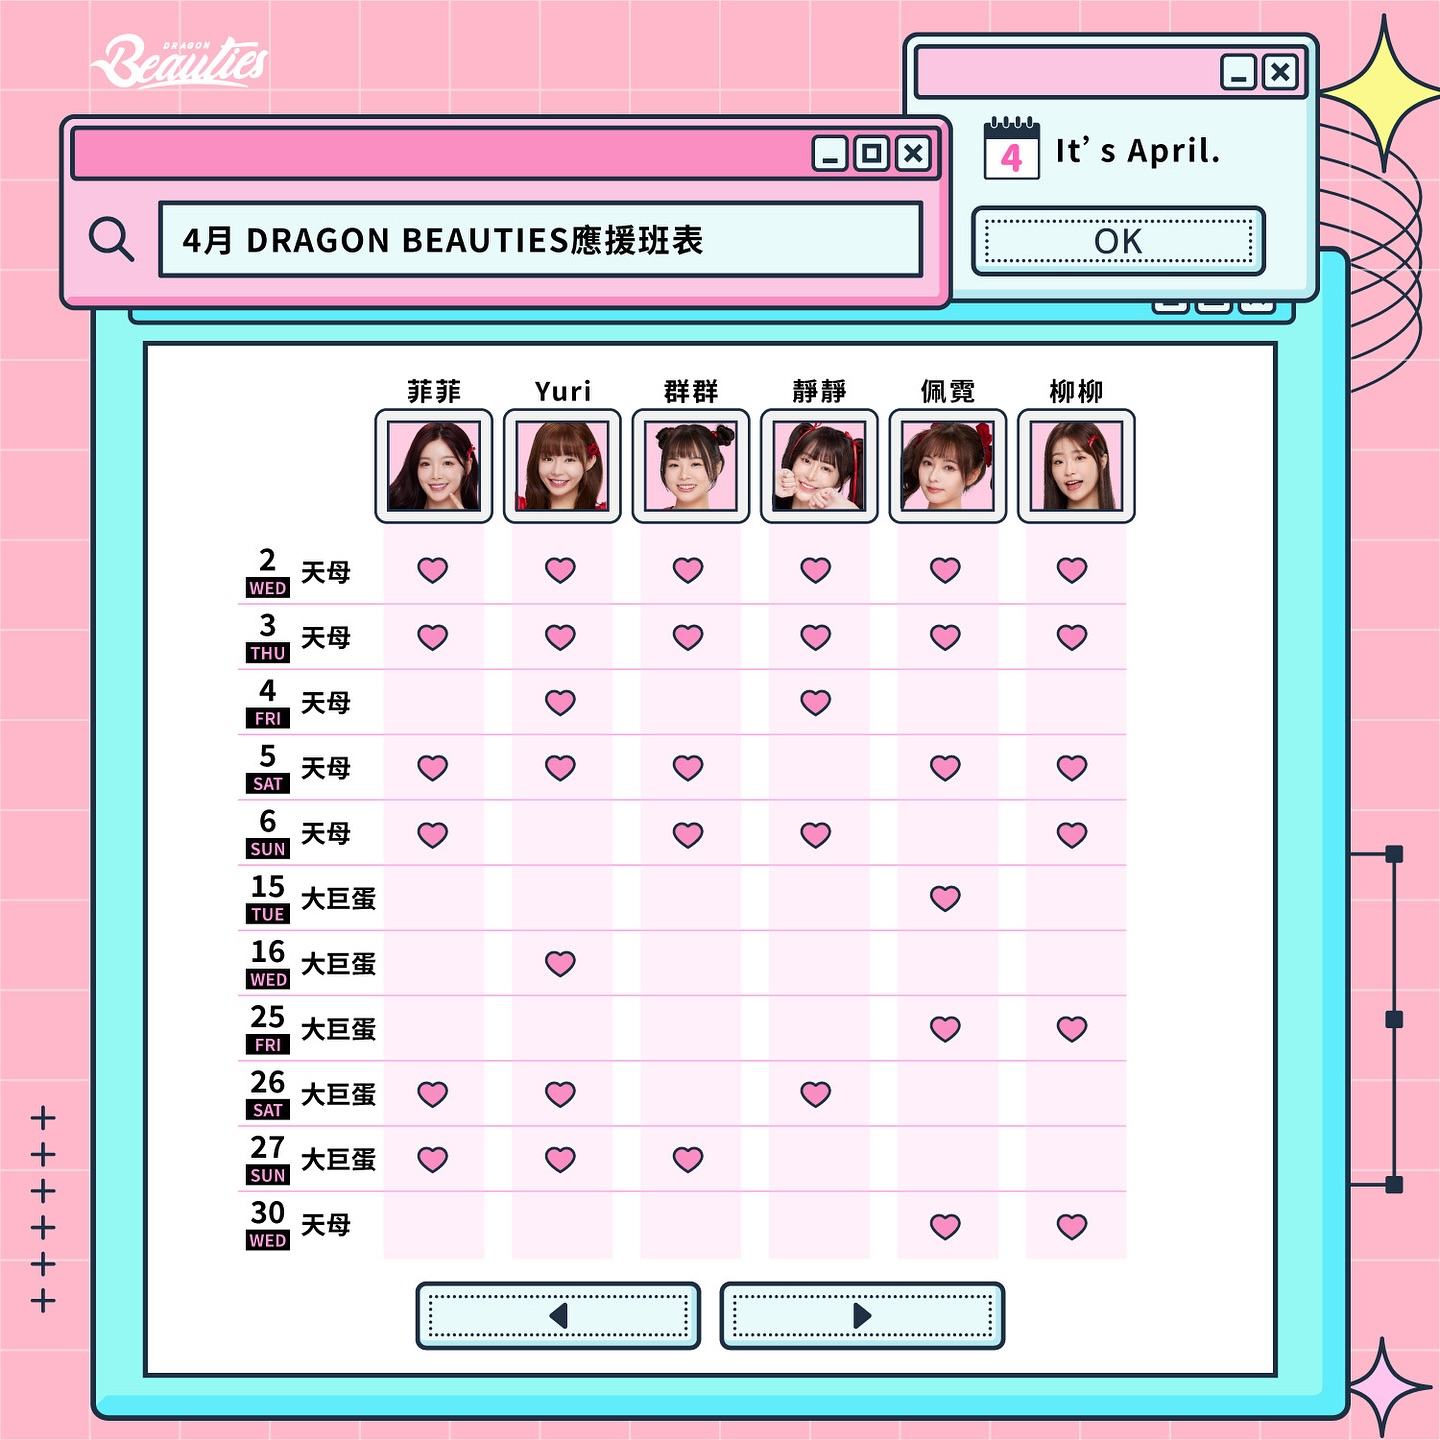 DRAGON
Beauties
It’s April.
4
OK
4月 DRAGON BEAUTIES應援班表
菲菲 Yuri 群群 靜靜 佩霓 柳柳
2 WED 天母
3 THU 天母
4 FRI 天母
5 SAT 天母
6 SUN 天母
15 TUE 大巨蛋
16 WED 大巨蛋
25 FRI 大巨蛋
26 SAT 大巨蛋
27 SUN 大巨蛋
30 WED 天母